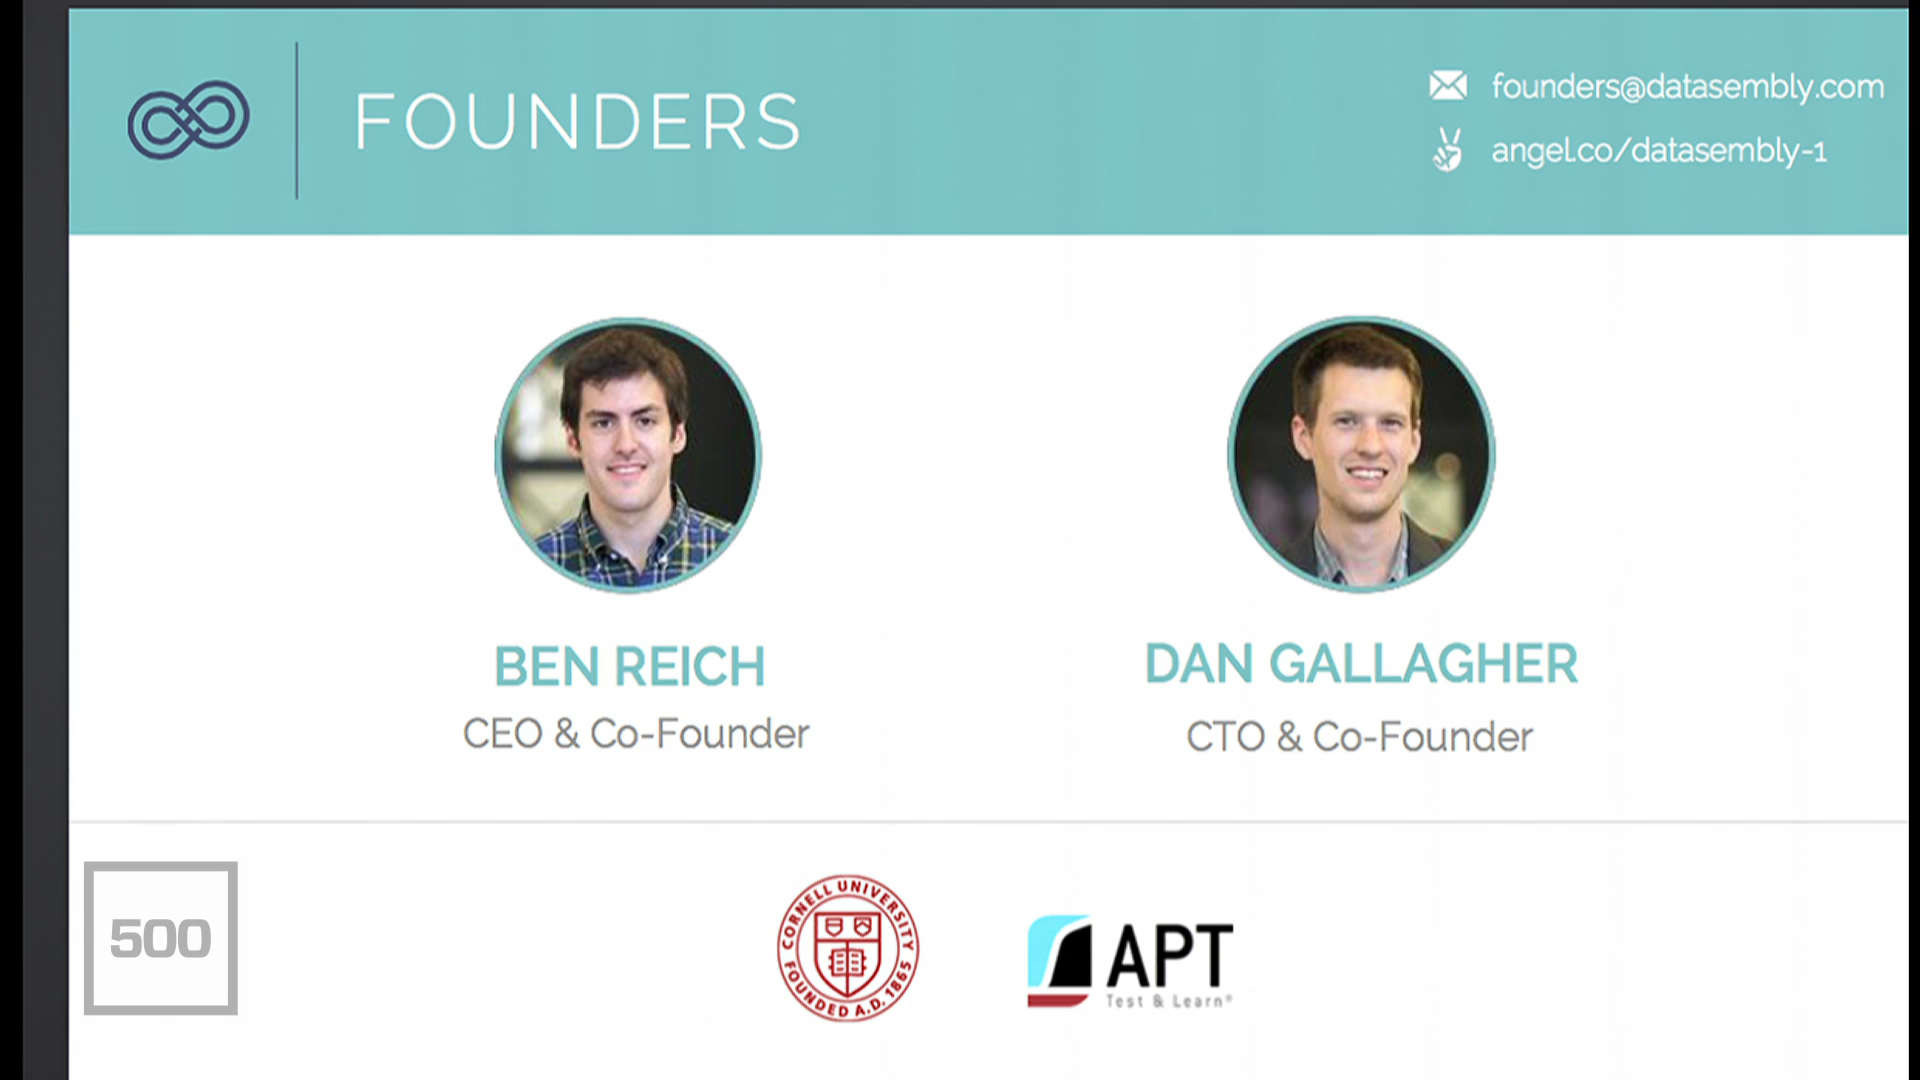 FOUNDERS
founders@datasembly.com
angel.co/datasembly-1
BEN REICH
CEO & Co-Founder
DAN GALLAGHER
CTO & Co-Founder
500
CORNELL UNIVERSITY
FOUNDED A.D. 1865
APT
Test & Learn®